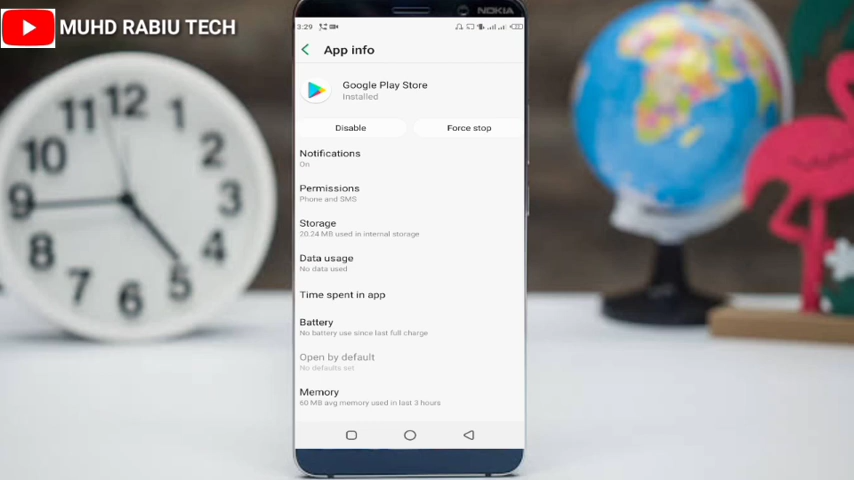 MUHD RABIU TECH
NOKIA
3:29
App info
Google Play Store
Installed
Disable
Force stop
Notifications
On
Permissions
Phone and SMS
Storage
20.24 MB used in internal storage
Data usage
No data used
Time spent in app
Battery
No battery use since last full charge
Open by default
No defaults set
Memory
60 MB avg memory used in last 3 hours
12
1
2
3
4
5
6
7
8
9
10
11